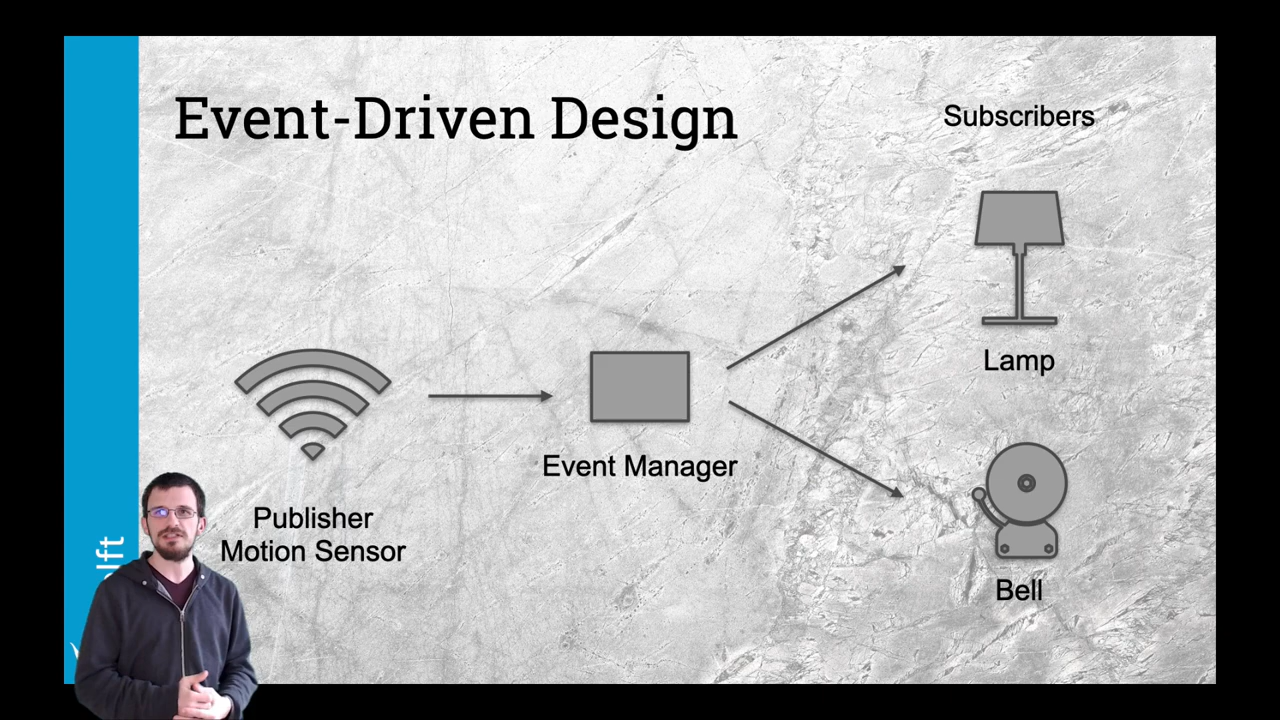 Event-Driven Design
Subscribers
Lamp
Event Manager
Publisher
Motion Sensor
Bell